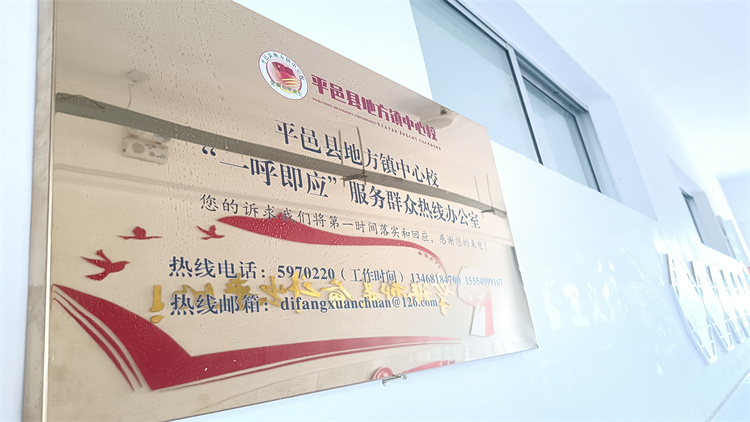 平邑县地方镇中心校
平邑县地方镇中心校
“一呼即应”服务群众热线办公室
您的诉求我们将第一时间落实和回应，感谢您的来电！
热线电话：5970220（工作时间）13468184700 15554999167
热线邮箱：difangxuanchuan@126.com